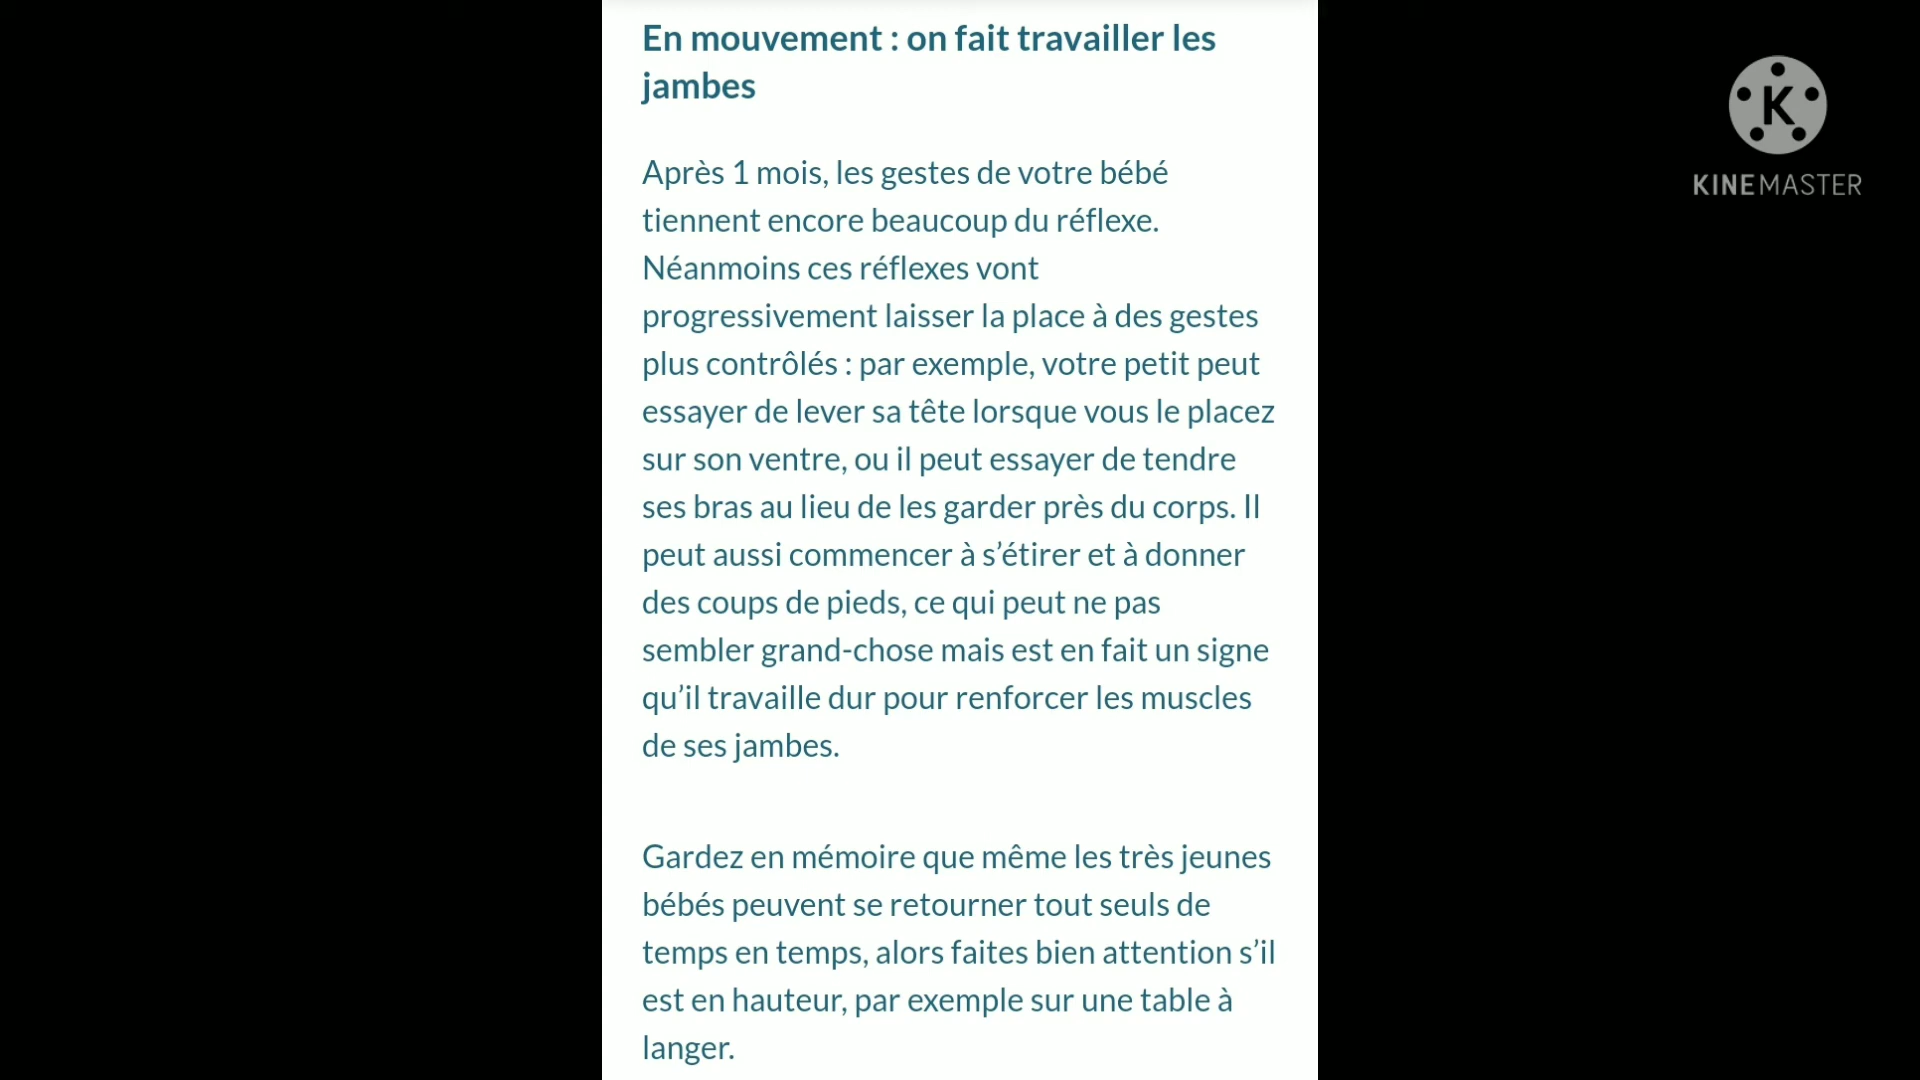 En mouvement : on fait travailler les
jambes
Après 1 mois, les gestes de votre bébé
tiennent encore beaucoup du réflexe.
Néanmoins ces réflexes vont
progressivement laisser la place à des gestes
plus contrôlés : par exemple, votre petit peut
essayer de lever sa tête lorsque vous le placez
sur son ventre, ou il peut essayer de tendre
ses bras au lieu de les garder près du corps. Il
peut aussi commencer à s’étirer et à donner
des coups de pieds, ce qui peut ne pas
sembler grand-chose mais est en fait un signe
qu’il travaille dur pour renforcer les muscles
de ses jambes.
Gardez en mémoire que même les très jeunes
bébés peuvent se retourner tout seuls de
temps en temps, alors faites bien attention s’il
est en hauteur, par exemple sur une table à
langer.
K
KINEMASTER